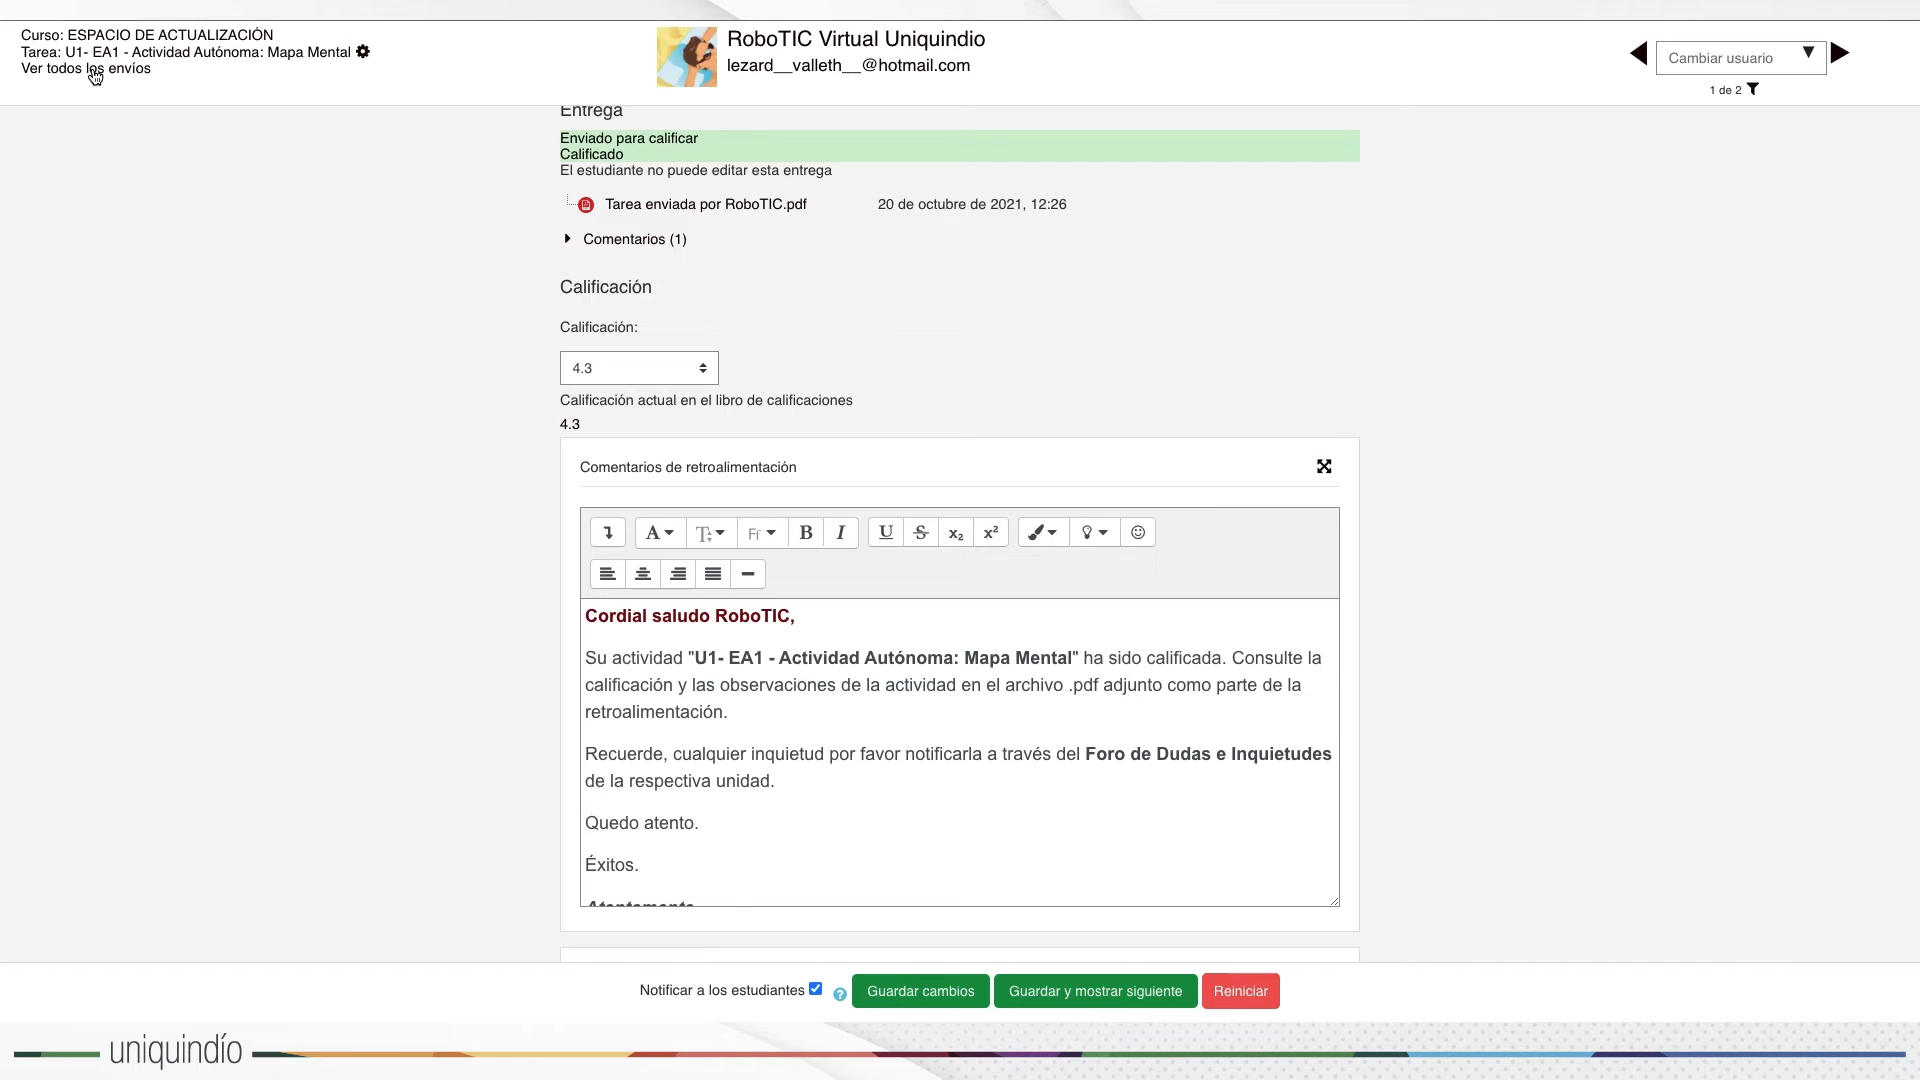 Curso: ESPACIO DE ACTUALIZACIÓN
Tarea: U1- EA1 - Actividad Autónoma: Mapa Mental
Ver todos los envíos
RoboTIC Virtual Uniquindio
lezard__valleth__@hotmail.com
Cambiar usuario
1 de 2
Entrega
Enviado para calificar
Calificado
El estudiante no puede editar esta entrega
Tarea enviada por RoboTIC.pdf 20 de octubre de 2021, 12:26
Comentarios (1)
Calificación
Calificación:
4.3
Calificación actual en el libro de calificaciones
4.3
Comentarios de retroalimentación
A T Ff B I U S x₂ x²
Cordial saludo RoboTIC,
Su actividad "U1- EA1 - Actividad Autónoma: Mapa Mental" ha sido calificada. Consulte la
calificación y las observaciones de la actividad en el archivo .pdf adjunto como parte de la
retroalimentación.
Recuerde, cualquier inquietud por favor notificarla a través del Foro de Dudas e Inquietudes
de la respectiva unidad.
Quedo atento.
Éxitos.
Atentamente
Notificar a los estudiantes ? Guardar cambios Guardar y mostrar siguiente Reiniciar
uniquindío